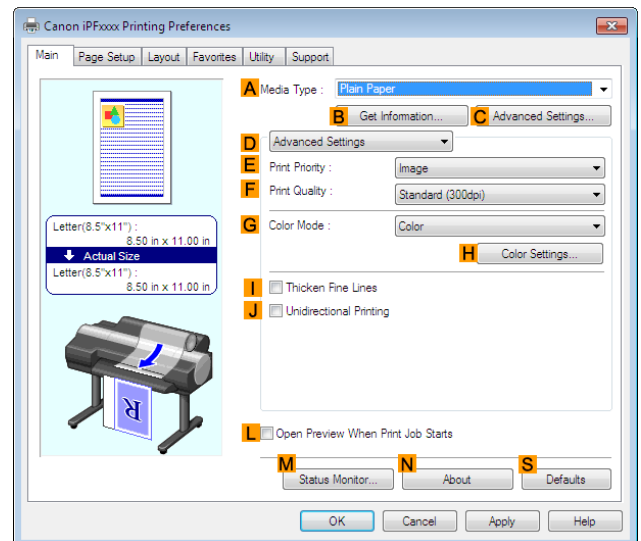 Canon iPFxxxx Printing Preferences
Main Page Setup Layout Favorites Utility Support
A Media Type : Plain Paper
B Get Information... C Advanced Settings...
D Advanced Settings
E Print Priority : Image
F Print Quality : Standard (300dpi)
G Color Mode : Color
H Color Settings...
I Thicken Fine Lines
J Unidirectional Printing
Letter(8.5"x11") :
8.50 in x 11.00 in
Actual Size
Letter(8.5"x11") :
8.50 in x 11.00 in
R
L Open Preview When Print Job Starts
M Status Monitor... N About S Defaults
OK Cancel Apply Help